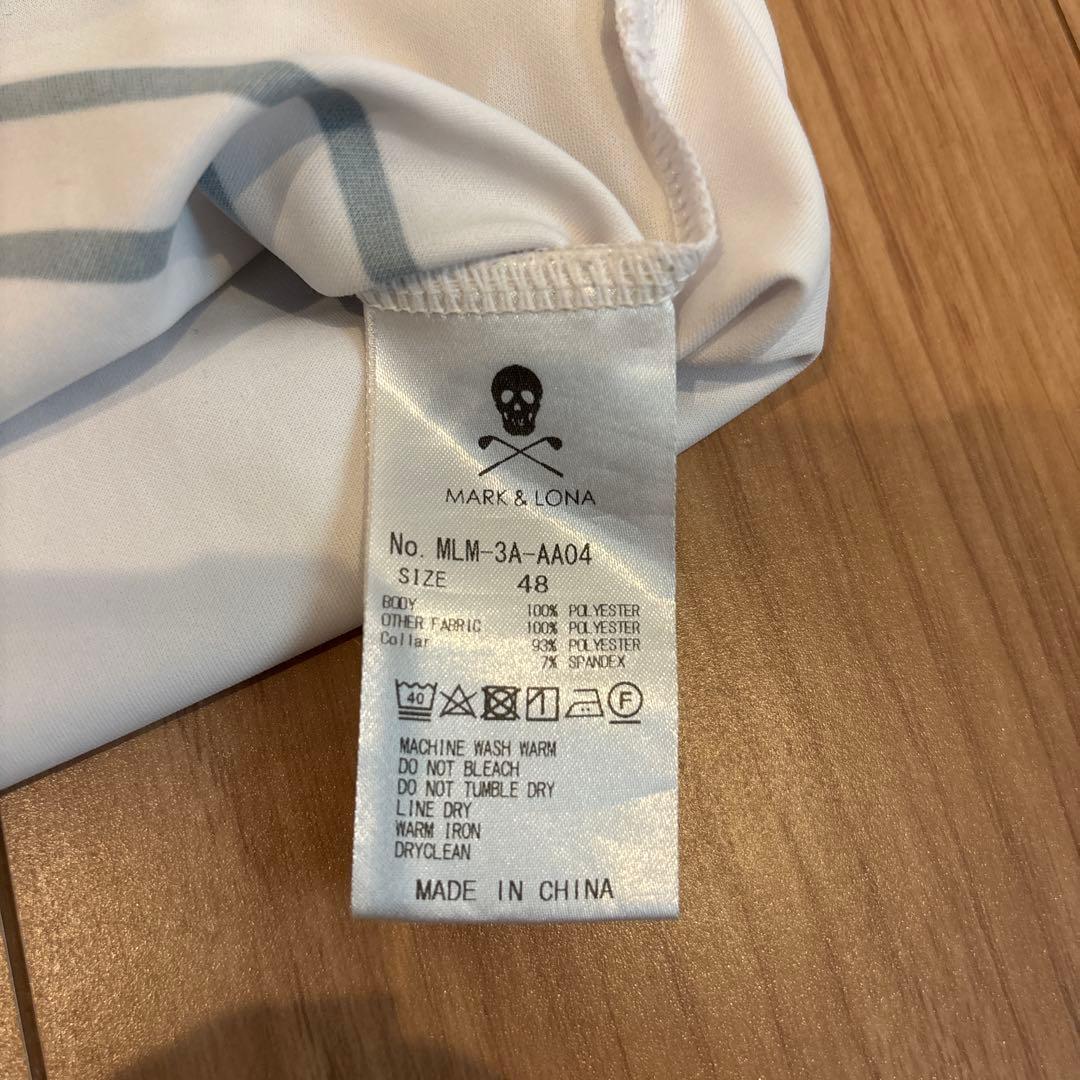 MARK & LONA
No. MLM-3A-AA04
SIZE 48
BODY 100% POLYESTER
OTHER FABRIC 100% POLYESTER
Collar 93% POLYESTER
7% SPANDEX
40 F
MACHINE WASH WARM
DO NOT BLEACH
DO NOT TUMBLE DRY
LINE DRY
WARM IRON
DRYCLEAN
MADE IN CHINA